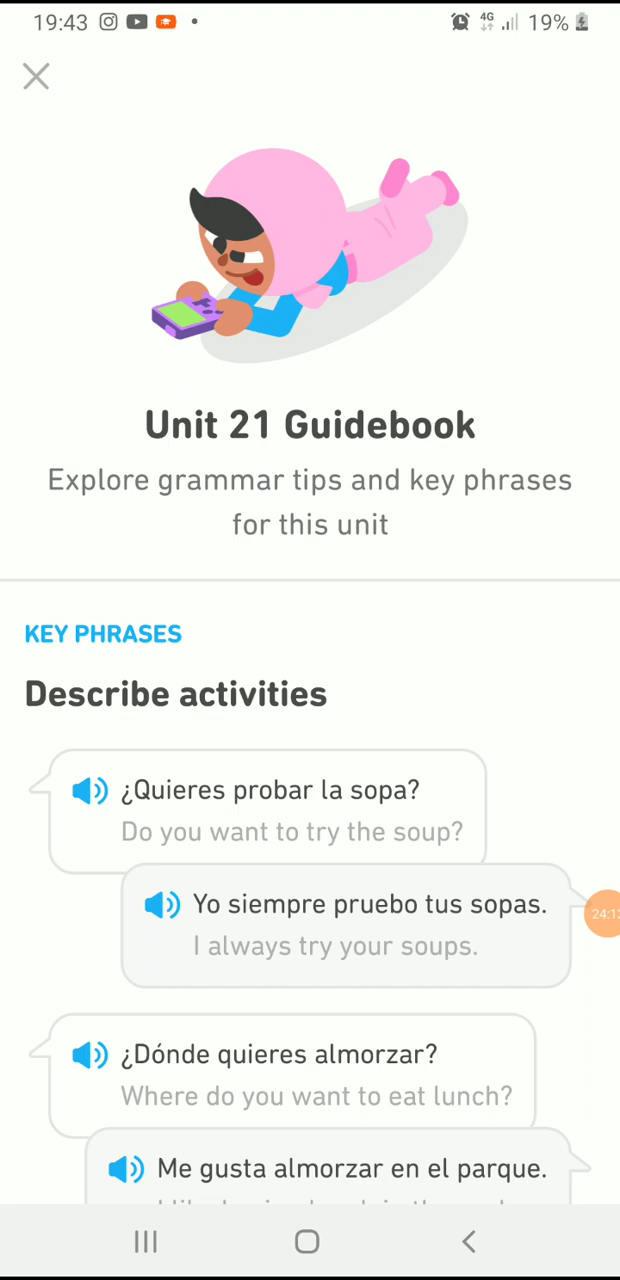 19:43
4G
19%
Unit 21 Guidebook
Explore grammar tips and key phrases
for this unit
KEY PHRASES
Describe activities
¿Quieres probar la sopa?
Do you want to try the soup?
Yo siempre pruebo tus sopas.
24:1
I always try your soups.
¿Dónde quieres almorzar?
Where do you want to eat lunch?
Me gusta almorzar en el parque.